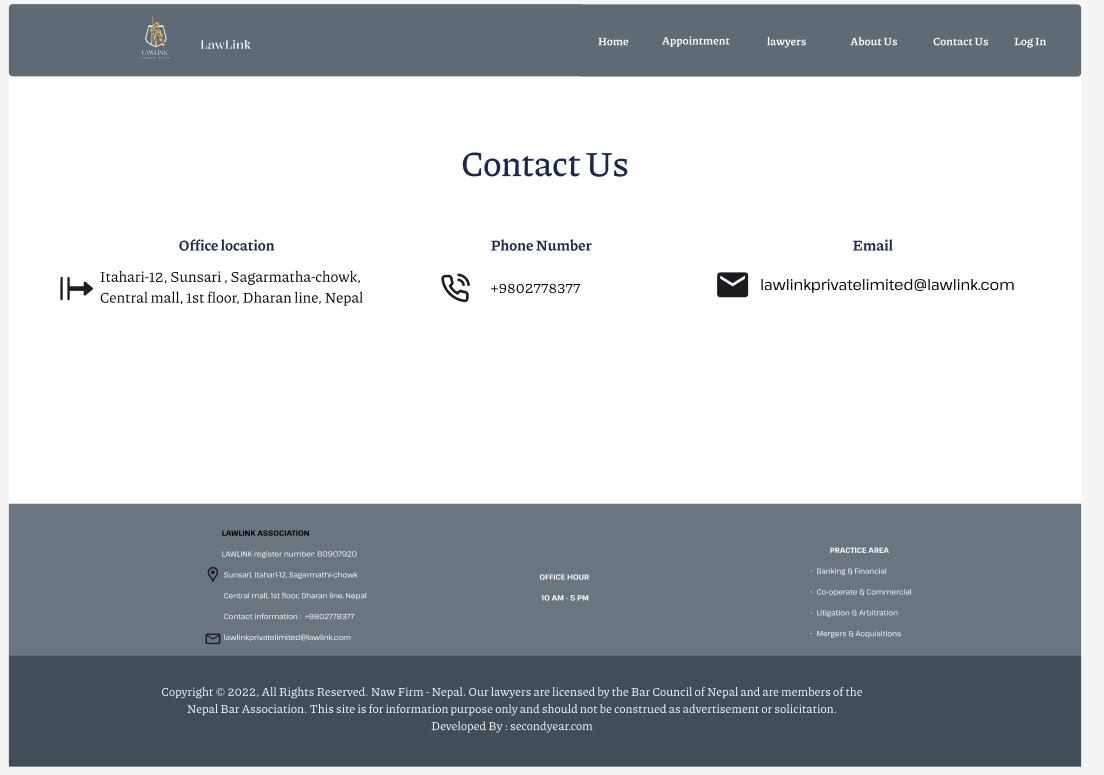 LAWLINK
LawLink
Home
Appointment
lawyers
About Us
Contact Us
Log In
Contact Us
Office location
Itahari-12, Sunsari , Sagarmatha-chowk,
Central mall, 1st floor, Dharan line, Nepal
Phone Number
+9802778377
Email
lawlinkprivatelimited@lawlink.com
LAWLINK ASSOCIATION
LAWLINK register number: 80907920
Sunsari, Itahari-12, Sagarmathi-chowk
Central mall, 1st floor, Dharan line, Nepal
Contact information : +9802778377
lawlinkprivatelimited@lawlink.com
OFFICE HOUR
10 AM - 5 PM
PRACTICE AREA
· Banking & Financial
· Co-operate & Commercial
· Litigation & Arbitration
· Mergers & Acquisitions
Copyright © 2022, All Rights Reserved. Naw Firm - Nepal. Our lawyers are licensed by the Bar Council of Nepal and are members of the
Nepal Bar Association. This site is for information purpose only and should not be construed as advertisement or solicitation.
Developed By : secondyear.com